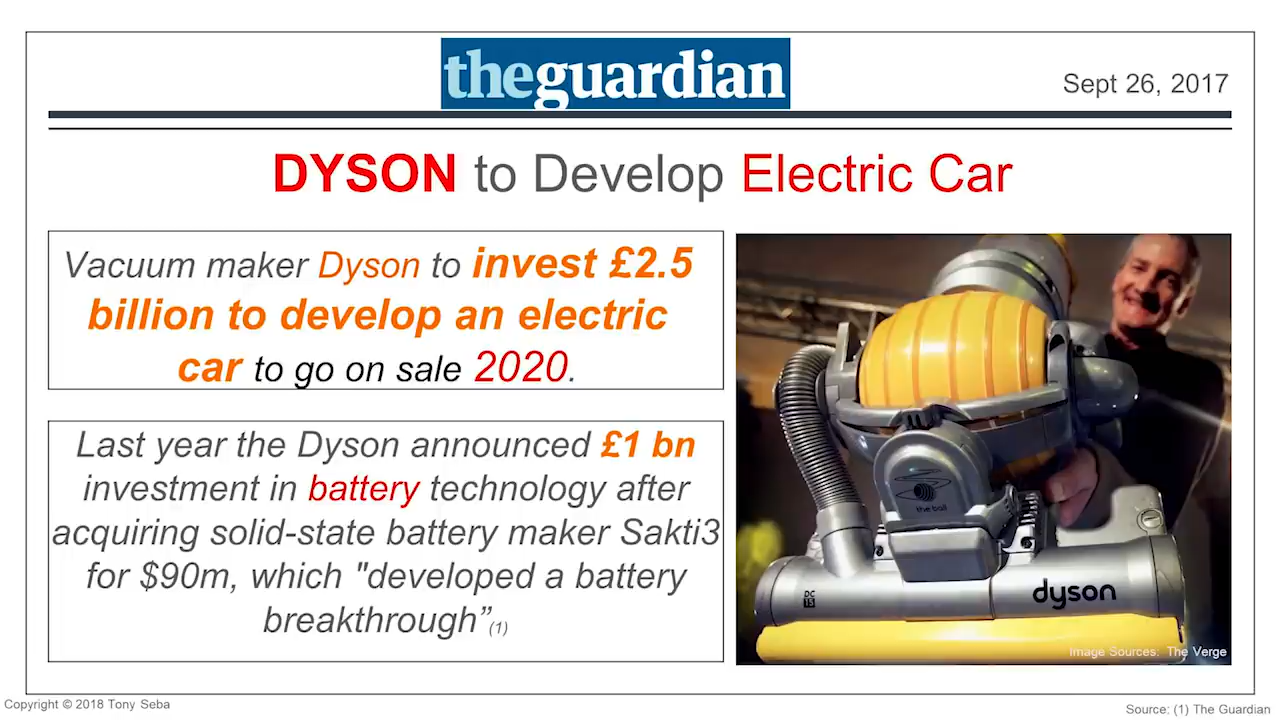 theguardian
Sept 26, 2017
DYSON to Develop Electric Car
Vacuum maker Dyson to invest £2.5
billion to develop an electric
car to go on sale 2020.
Last year the Dyson announced £1 bn
investment in battery technology after
acquiring solid-state battery maker Sakti3
for $90m, which "developed a battery
breakthrough”(1)
the ball
DC
15
dyson
Image Sources: The Verge
Copyright © 2018 Tony Seba
Source: (1) The Guardian